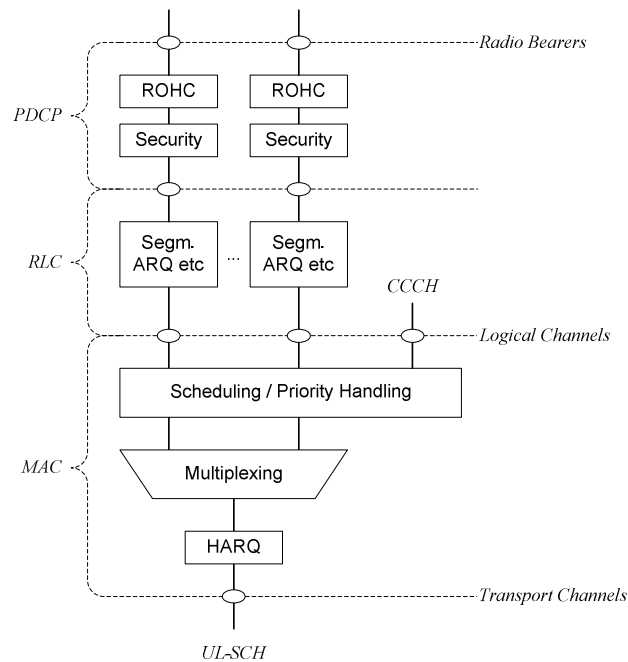 Radio Bearers
ROHC
ROHC
PDCP
Security
Security
Segm.
ARQ etc
...
Segm.
ARQ etc
RLC
CCCH
Logical Channels
Scheduling / Priority Handling
MAC
Multiplexing
HARQ
Transport Channels
UL-SCH